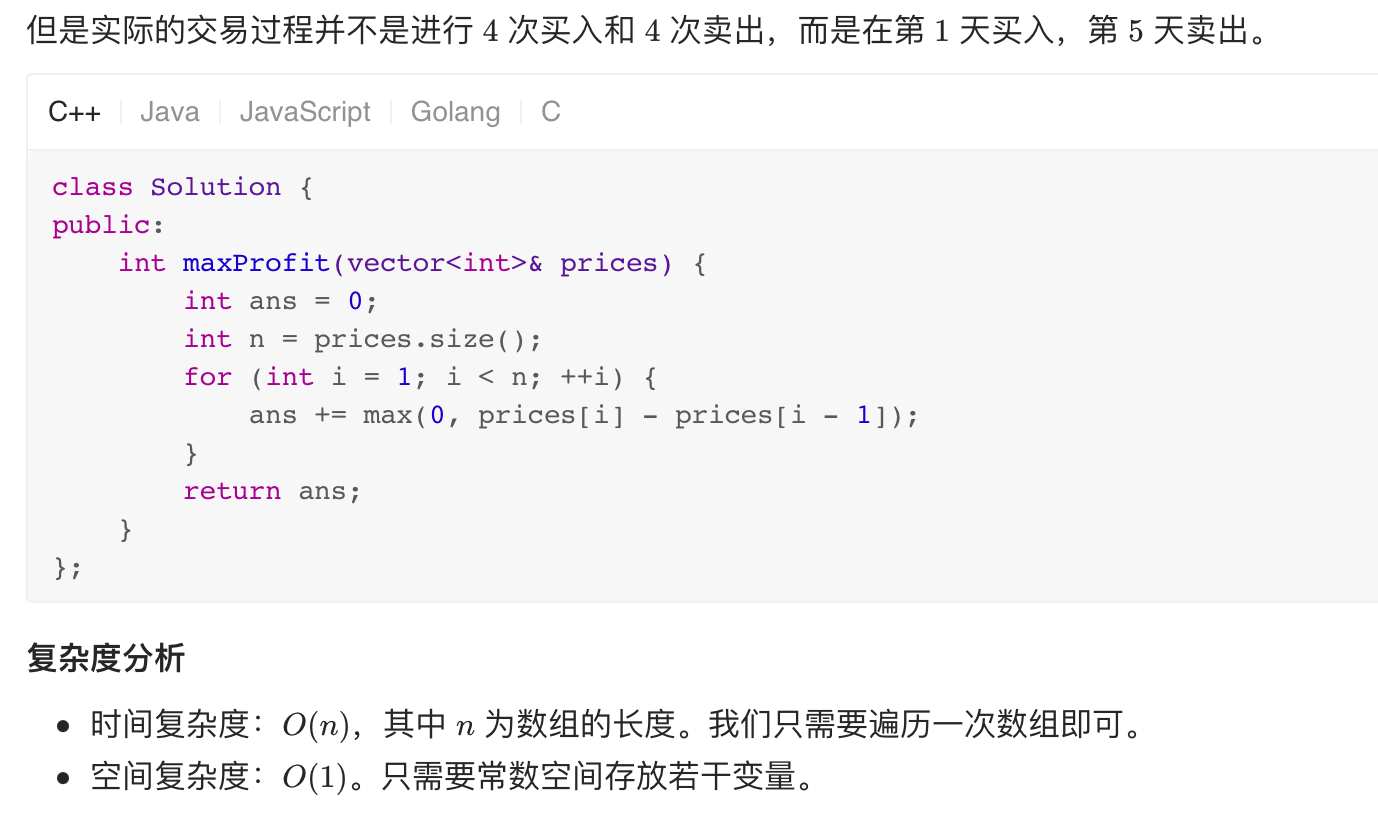 但是实际的交易过程并不是进行 4 次买入和 4 次卖出，而是在第 1 天买入，第 5 天卖出。
C++ Java JavaScript Golang C
class Solution {
public:
    int maxProfit(vector<int>& prices) {
        int ans = 0;
        int n = prices.size();
        for (int i = 1; i < n; ++i) {
            ans += max(0, prices[i] - prices[i - 1]);
        }
        return ans;
    }
};
复杂度分析
• 时间复杂度：O(n)，其中 n 为数组的长度。我们只需要遍历一次数组即可。
• 空间复杂度：O(1)。只需要常数空间存放若干变量。